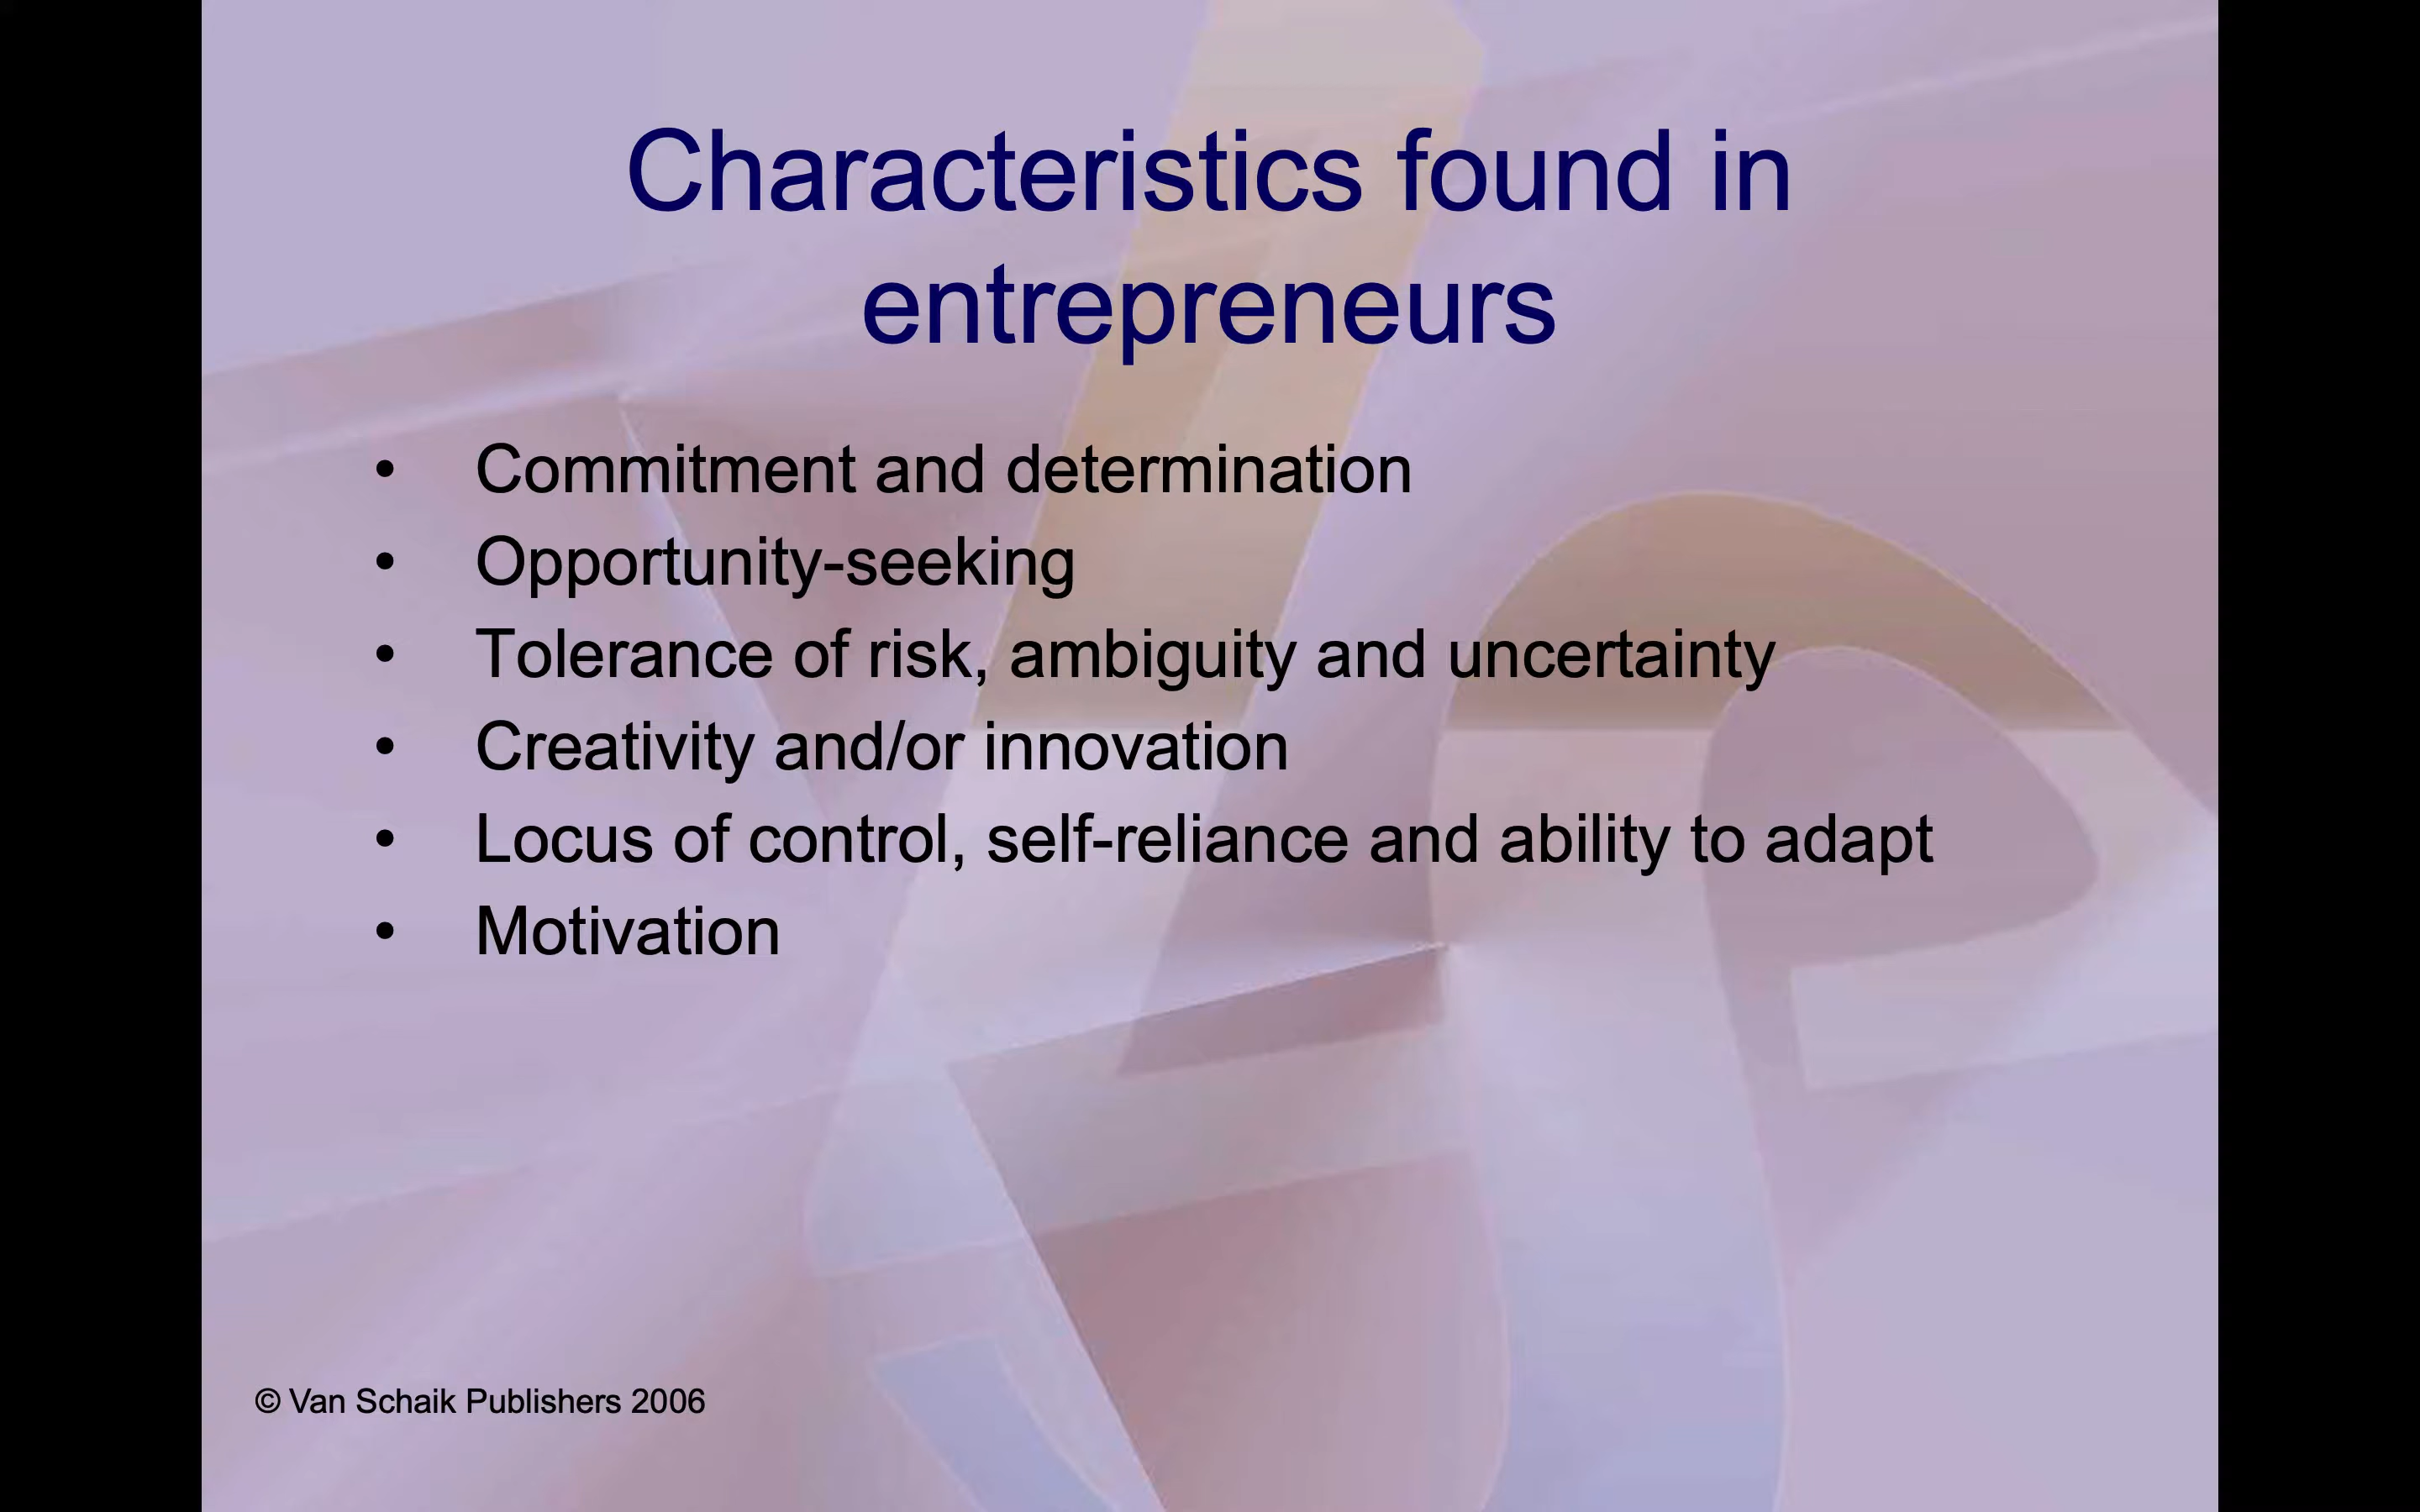 Characteristics found in
entrepreneurs
• Commitment and determination
• Opportunity-seeking
• Tolerance of risk, ambiguity and uncertainty
• Creativity and/or innovation
• Locus of control, self-reliance and ability to adapt
• Motivation
© Van Schaik Publishers 2006